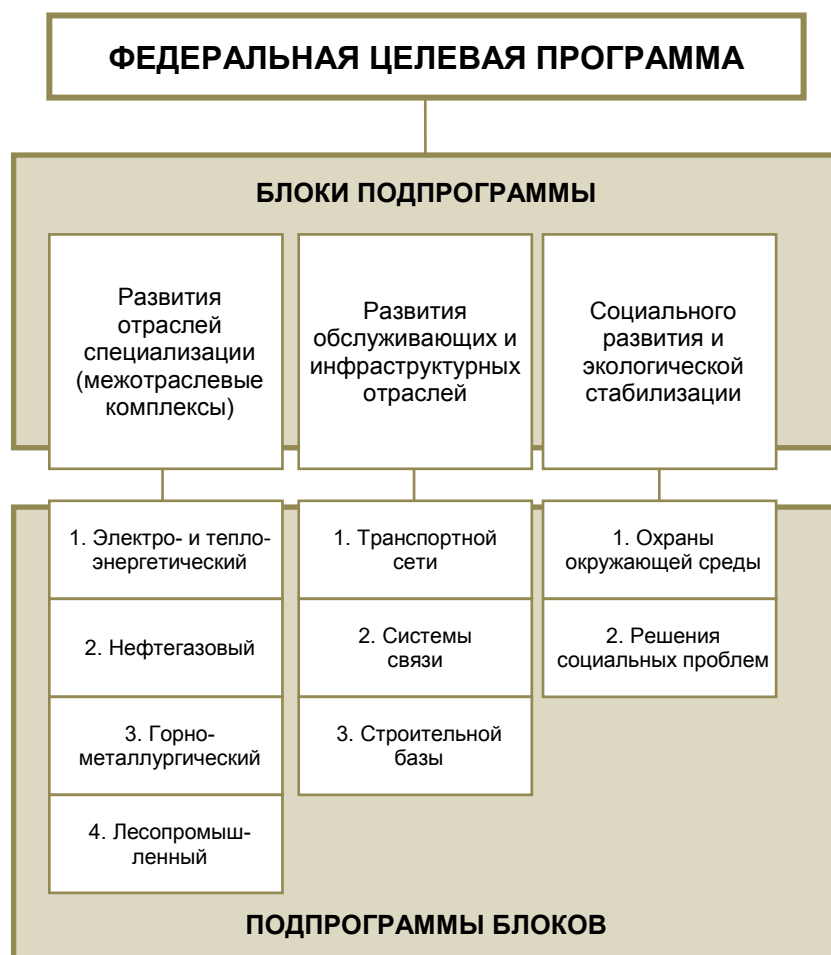 ФЕДЕРАЛЬНАЯ ЦЕЛЕВАЯ ПРОГРАММА
БЛОКИ ПОДПРОГРАММЫ
Развития
отраслей
специализации
(межотраслевые
комплексы)
Развития
обслуживающих и
инфраструктурных
отраслей
Социального
развития и
экологической
стабилизации
1. Электро- и тепло-
энергетический
2. Нефтегазовый
3. Горно-
металлургический
4. Лесопромыш-
ленный
1. Транспортной
сети
2. Системы
связи
3. Строительной
базы
1. Охраны
окружающей среды
2. Решения
социальных проблем
ПОДПРОГРАММЫ БЛОКОВ